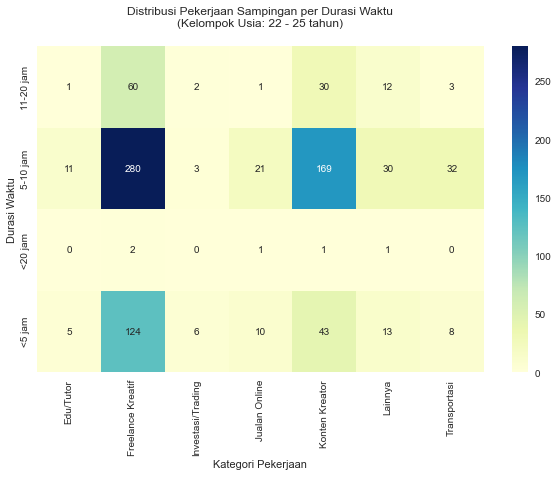 Distribusi Pekerjaan Sampingan per Durasi Waktu
(Kelompok Usia: 22 - 25 tahun)
Durasi Waktu
11-20 jam
1 60 2 1 30 12 3
5-10 jam
11 280 3 21 169 30 32
<20 jam
0 2 0 1 1 1 0
<5 jam
5 124 6 10 43 13 8
Edu/Tutor
Freelance Kreatif
Investasi/Trading
Jualan Online
Konten Kreator
Lainnya
Transportasi
Kategori Pekerjaan
250
200
150
100
50
0